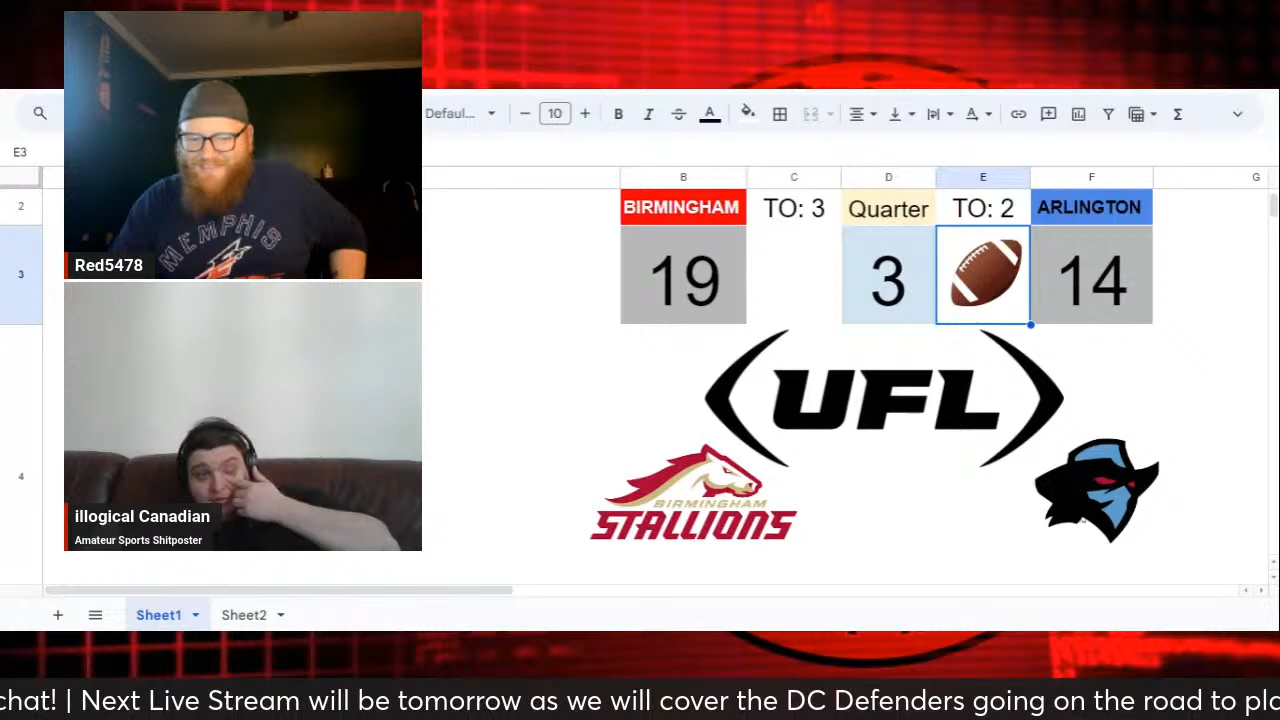 Defaul...
10
B
I
A
Σ
E3
B
C
D
E
F
G
2
BIRMINGHAM
TO: 3
Quarter
TO: 2
ARLINGTON
3
19
3
14
MEMPHIS
Red5478
UFL
4
BIRMINGHAM
STALLIONS
illogical Canadian
Amateur Sports Shitposter
Sheet1
Sheet2
chat! | Next Live Stream will be tomorrow as we will cover the DC Defenders going on the road to pla